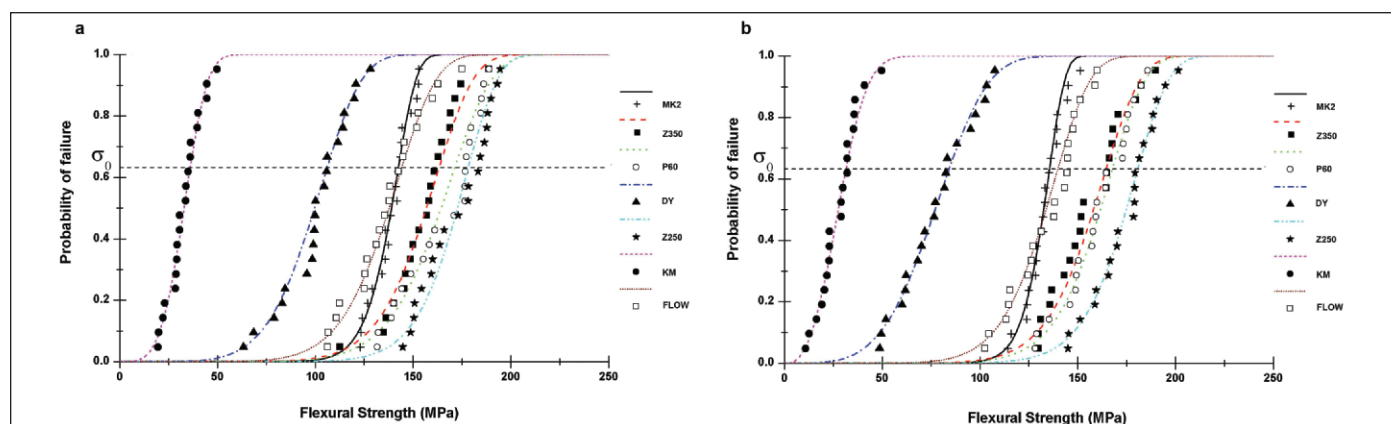 a
1.0
0.8
0.6
0.4
0.2
0.0
Probability of failure
σ0
0 50 100 150 200 250
Flexural Strength (MPa)
MK2
Z350
P60
DY
Z250
KM
FLOW
b
1.0
0.8
0.6
0.4
0.2
0.0
Probability of failure
σ0
0 50 100 150 200 250
Flexural Strength (MPa)
MK2
Z350
P60
DY
Z250
KM
FLOW